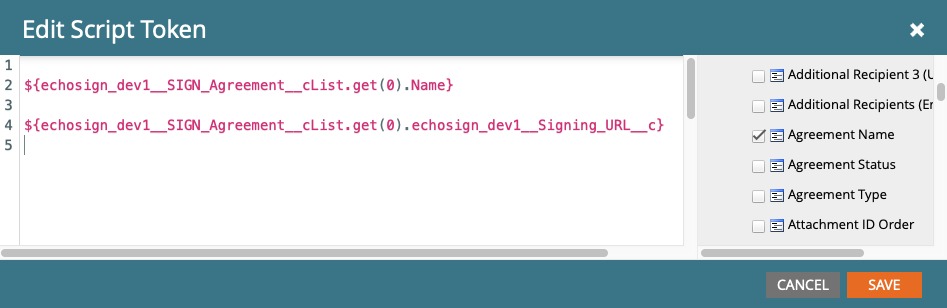 Edit Script Token
1
2 ${echosign_dev1__SIGN_Agreement__cList.get(0).Name}
3
4 ${echosign_dev1__SIGN_Agreement__cList.get(0).echosign_dev1__Signing_URL__c}
5
Additional Recipient 3 (U
Additional Recipients (Er
Agreement Name
Agreement Status
Agreement Type
Attachment ID Order
CANCEL
SAVE